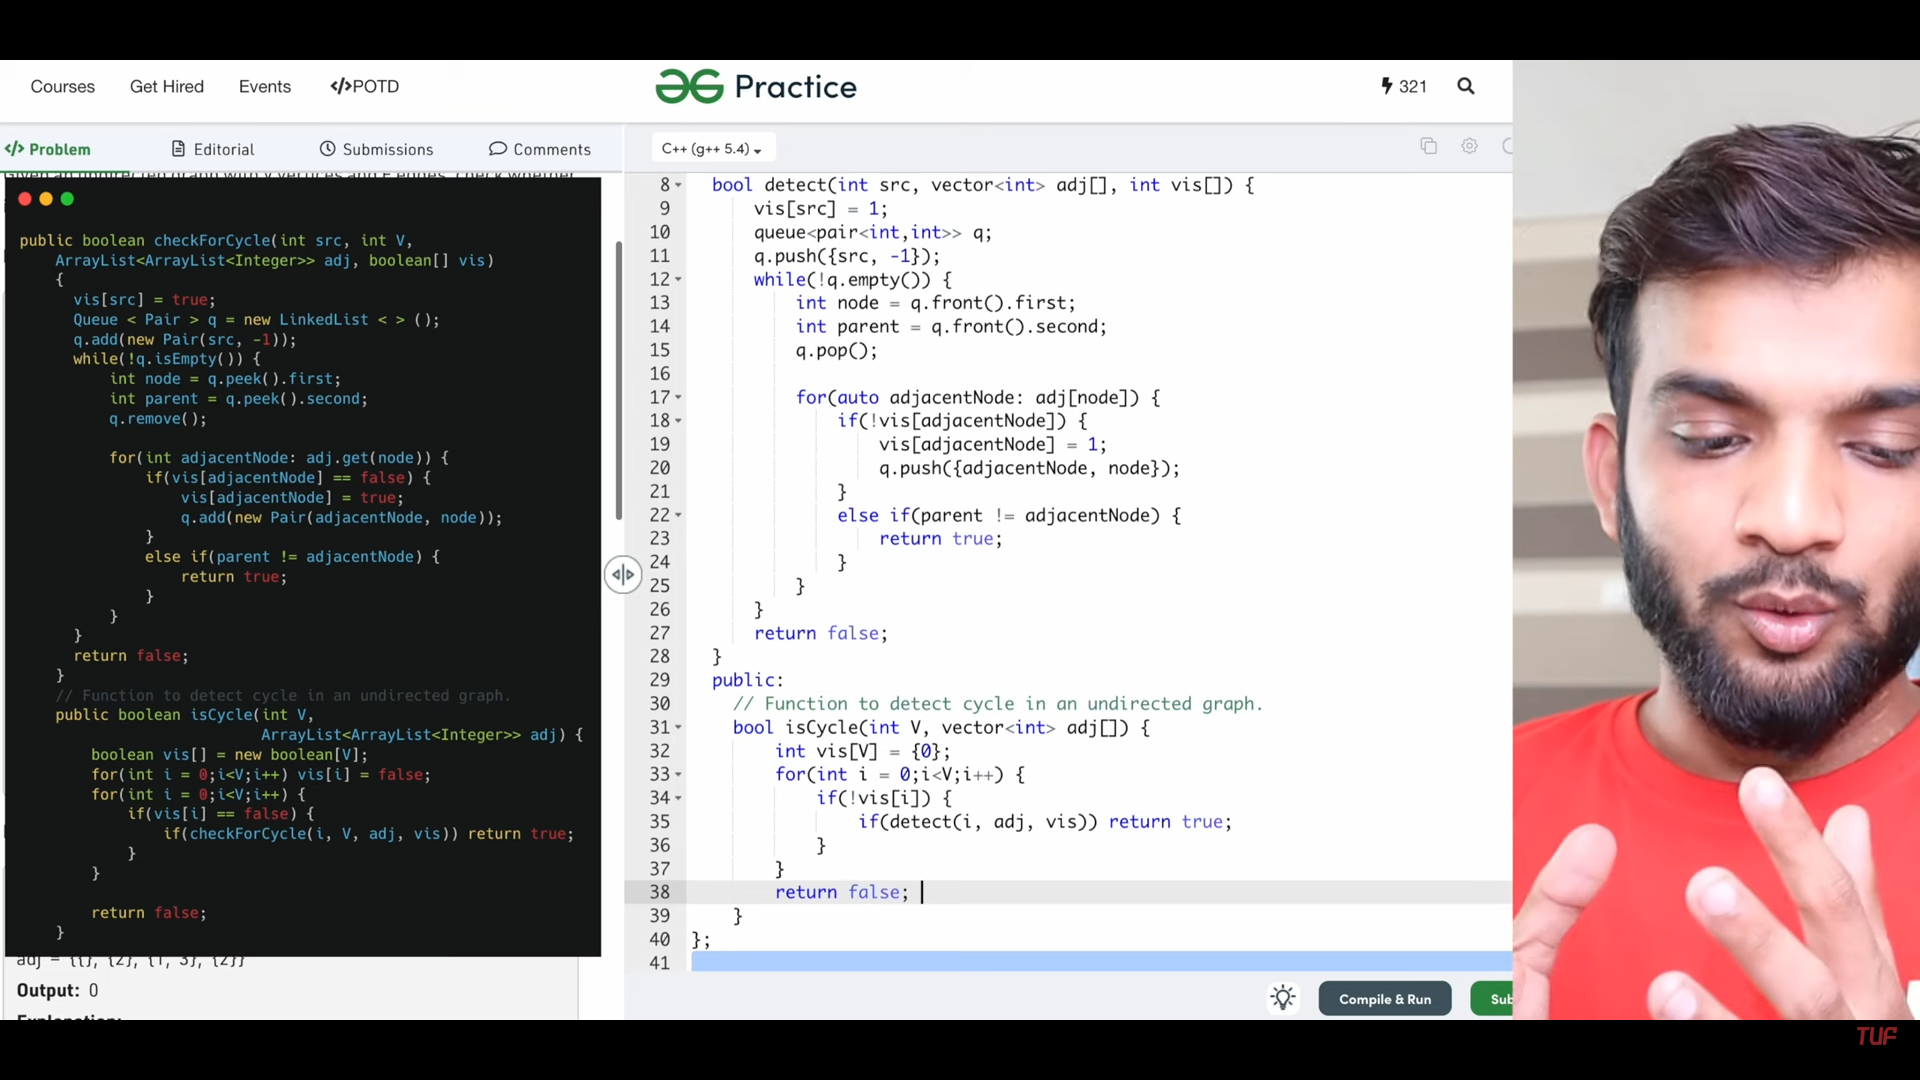 Courses Get Hired Events </>POTD
Practice
321
</> Problem Editorial Submissions Comments
C++ (g++ 5.4)
public boolean checkForCycle(int src, int V,
ArrayList<ArrayList<Integer>> adj, boolean[] vis)
{
vis[src] = true;
Queue < Pair > q = new LinkedList < > ();
q.add(new Pair(src, -1));
while(!q.isEmpty()) {
int node = q.peek().first;
int parent = q.peek().second;
q.remove();
for(int adjacentNode: adj.get(node)) {
if(vis[adjacentNode] == false) {
vis[adjacentNode] = true;
q.add(new Pair(adjacentNode, node));
}
else if(parent != adjacentNode) {
return true;
}
}
}
return false;
}
// Function to detect cycle in an undirected graph.
public boolean isCycle(int V,
ArrayList<ArrayList<Integer>> adj) {
boolean vis[] = new boolean[V];
for(int i = 0;i<V;i++) vis[i] = false;
for(int i = 0;i<V;i++) {
if(vis[i] == false) {
if(checkForCycle(i, V, adj, vis)) return true;
}
}
return false;
}
adj = {{}, {2}, {1, 3}, {2}}
Output: 0
Explanation:
8 bool detect(int src, vector<int> adj[], int vis[]) {
9 vis[src] = 1;
10 queue<pair<int,int>> q;
11 q.push({src, -1});
12 while(!q.empty()) {
13 int node = q.front().first;
14 int parent = q.front().second;
15 q.pop();
16
17 for(auto adjacentNode: adj[node]) {
18 if(!vis[adjacentNode]) {
19 vis[adjacentNode] = 1;
20 q.push({adjacentNode, node});
21 }
22 else if(parent != adjacentNode) {
23 return true;
24 }
25 }
26 }
27 return false;
28 }
29 public:
30 // Function to detect cycle in an undirected graph.
31 bool isCycle(int V, vector<int> adj[]) {
32 int vis[V] = {0};
33 for(int i = 0;i<V;i++) {
34 if(!vis[i]) {
35 if(detect(i, adj, vis)) return true;
36 }
37 }
38 return false;
39 }
40 };
41
Compile & Run
Sub
TUF